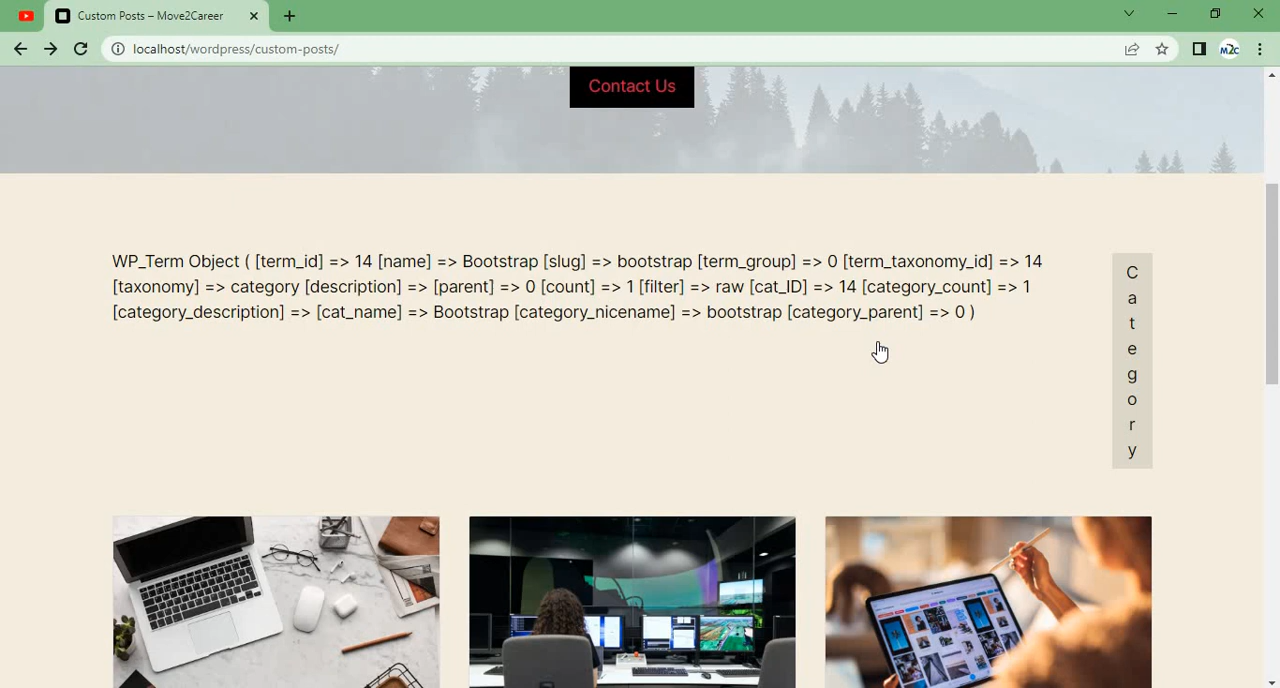 Custom Posts – Move2Career
localhost/wordpress/custom-posts/
M2C
Contact Us
WP_Term Object ( [term_id] => 14 [name] => Bootstrap [slug] => bootstrap [term_group] => 0 [term_taxonomy_id] => 14
[taxonomy] => category [description] => [parent] => 0 [count] => 1 [filter] => raw [cat_ID] => 14 [category_count] => 1
[category_description] => [cat_name] => Bootstrap [category_nicename] => bootstrap [category_parent] => 0 )
C
a
t
e
g
o
r
y